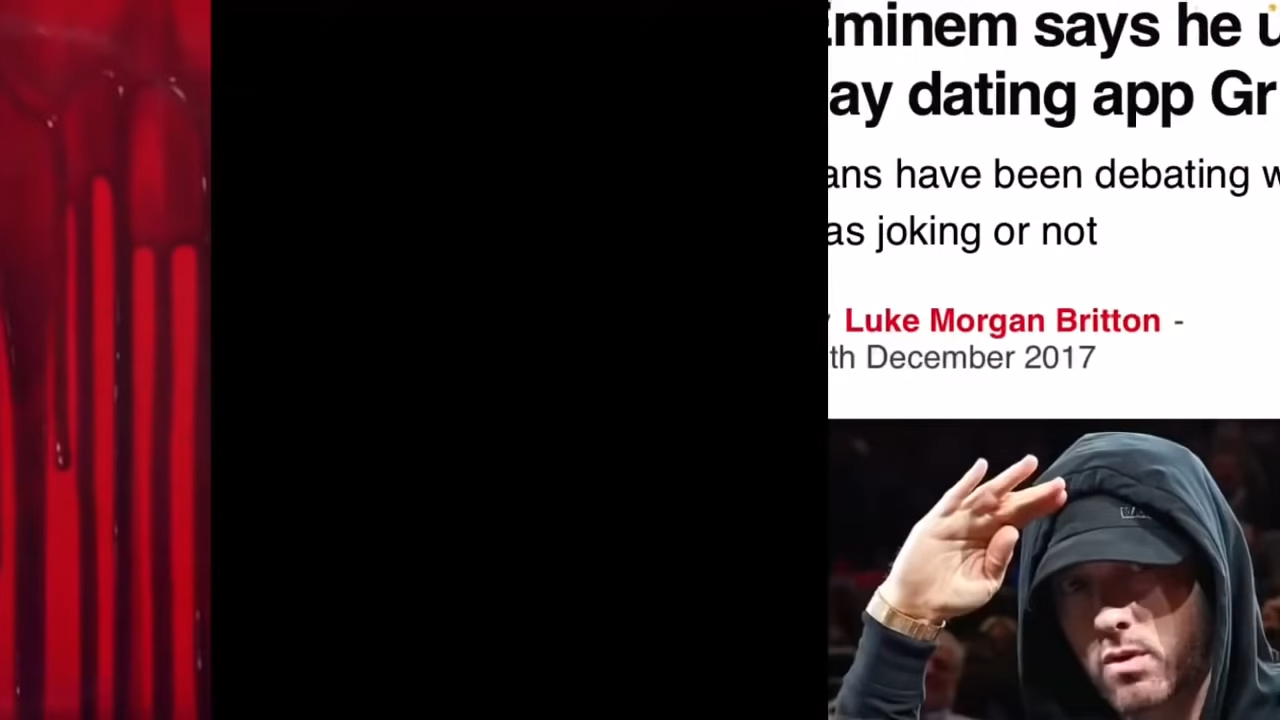 Eminem says he u
ay dating app Gr
ans have been debating w
as joking or not
Luke Morgan Britton -
th December 2017